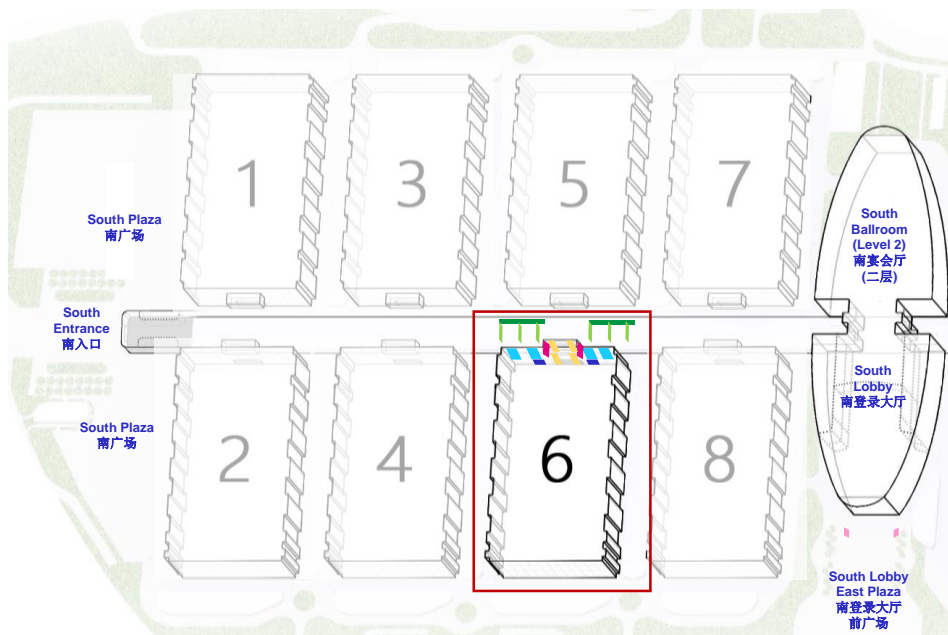 1
3
5
7
South Plaza
南广场
South
Ballroom
(Level 2)
南宴会厅
(二层)
South
Entrance
南入口
South
Lobby
南登录大厅
South Plaza
南广场
2
4
6
8
South Lobby
East Plaza
南登录大厅
前广场